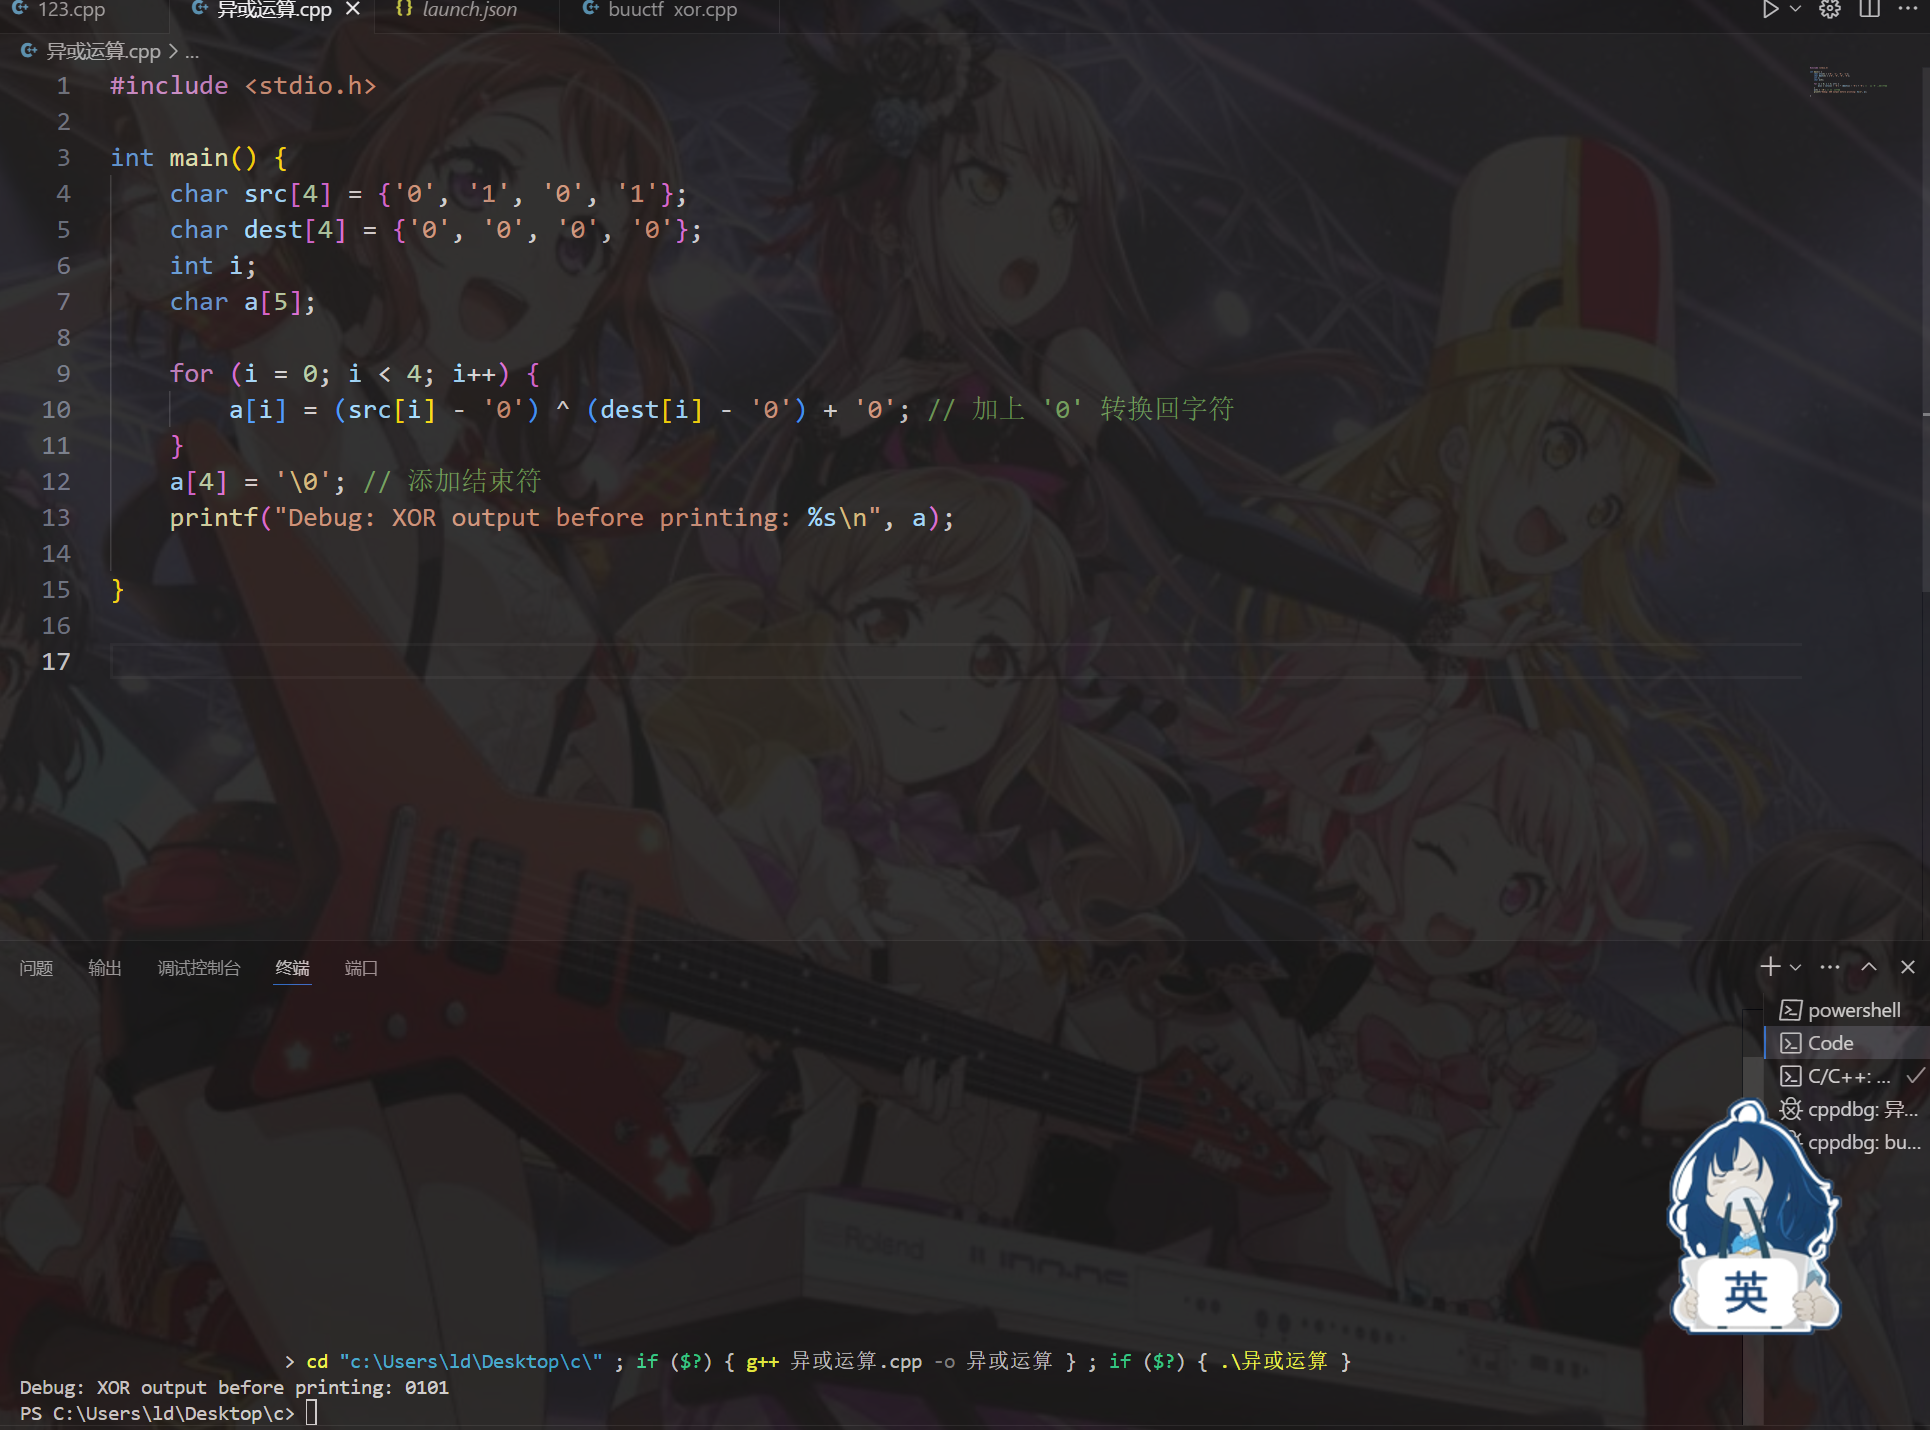 123.cpp 异或运算.cpp launch.json buuctf xor.cpp
异或运算.cpp > ...
1 #include <stdio.h>
2
3 int main() {
4 char src[4] = {'0', '1', '0', '1'};
5 char dest[4] = {'0', '0', '0', '0'};
6 int i;
7 char a[5];
8
9 for (i = 0; i < 4; i++) {
10 a[i] = (src[i] - '0') ^ (dest[i] - '0') + '0'; // 加上 '0' 转换回字符
11 }
12 a[4] = '\0'; // 添加结束符
13 printf("Debug: XOR output before printing: %s\n", a);
14
15 }
16
17
问题 输出 调试控制台 终端 端口
powershell
Code
C/C++: ...
cppdbg: 异...
cppdbg: bu...
Roland
英
> cd "c:\Users\ld\Desktop\c\" ; if ($?) { g++ 异或运算.cpp -o 异或运算 } ; if ($?) { .\异或运算 }
Debug: XOR output before printing: 0101
PS C:\Users\ld\Desktop\c>